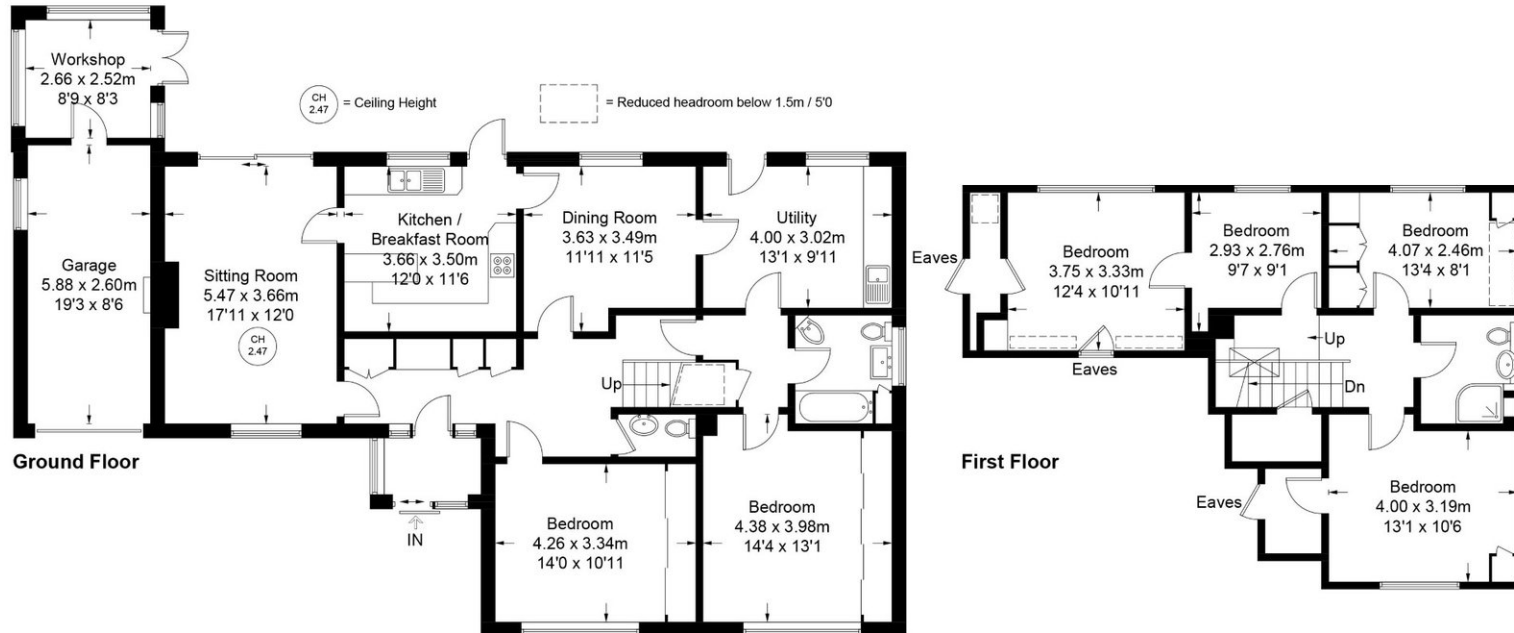 Workshop
2.66 x 2.52m
8'9 x 8'3
CH
2.47
= Ceiling Height
= Reduced headroom below 1.5m / 5'0
Garage
5.88 x 2.60m
19'3 x 8'6
Sitting Room
5.47 x 3.66m
17'11 x 12'0
CH
2.47
Kitchen /
Breakfast Room
3.66 x 3.50m
12'0 x 11'6
Dining Room
3.63 x 3.49m
11'11 x 11'5
Utility
4.00 x 3.02m
13'1 x 9'11
Up
IN
Bedroom
4.26 x 3.34m
14'0 x 10'11
Bedroom
4.38 x 3.98m
14'4 x 13'1
Ground Floor
Eaves
Bedroom
3.75 x 3.33m
12'4 x 10'11
Eaves
Bedroom
2.93 x 2.76m
9'7 x 9'1
Bedroom
4.07 x 2.46m
13'4 x 8'1
Up
Dn
Eaves
Bedroom
4.00 x 3.19m
13'1 x 10'6
First Floor